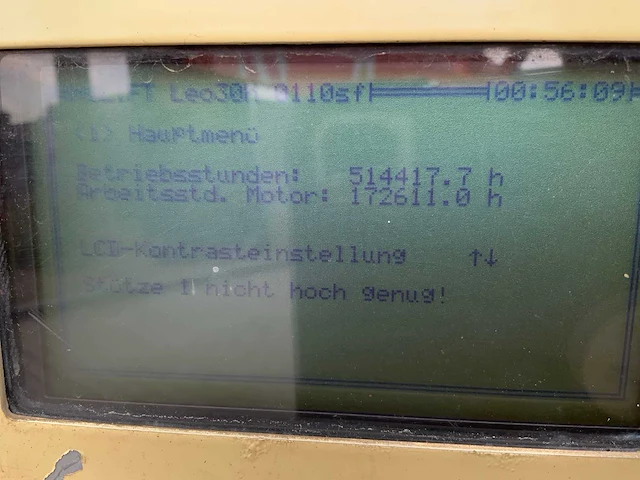 Leo30 0110sf 00:56:09
(1) Hauptmenü
Betriebsstunden: 514417.7 h
Arbeitsstd. Motor: 172611.0 h
LCD-Kontrasteinstellung ↑↓
Stütze 1 nicht hoch genug!